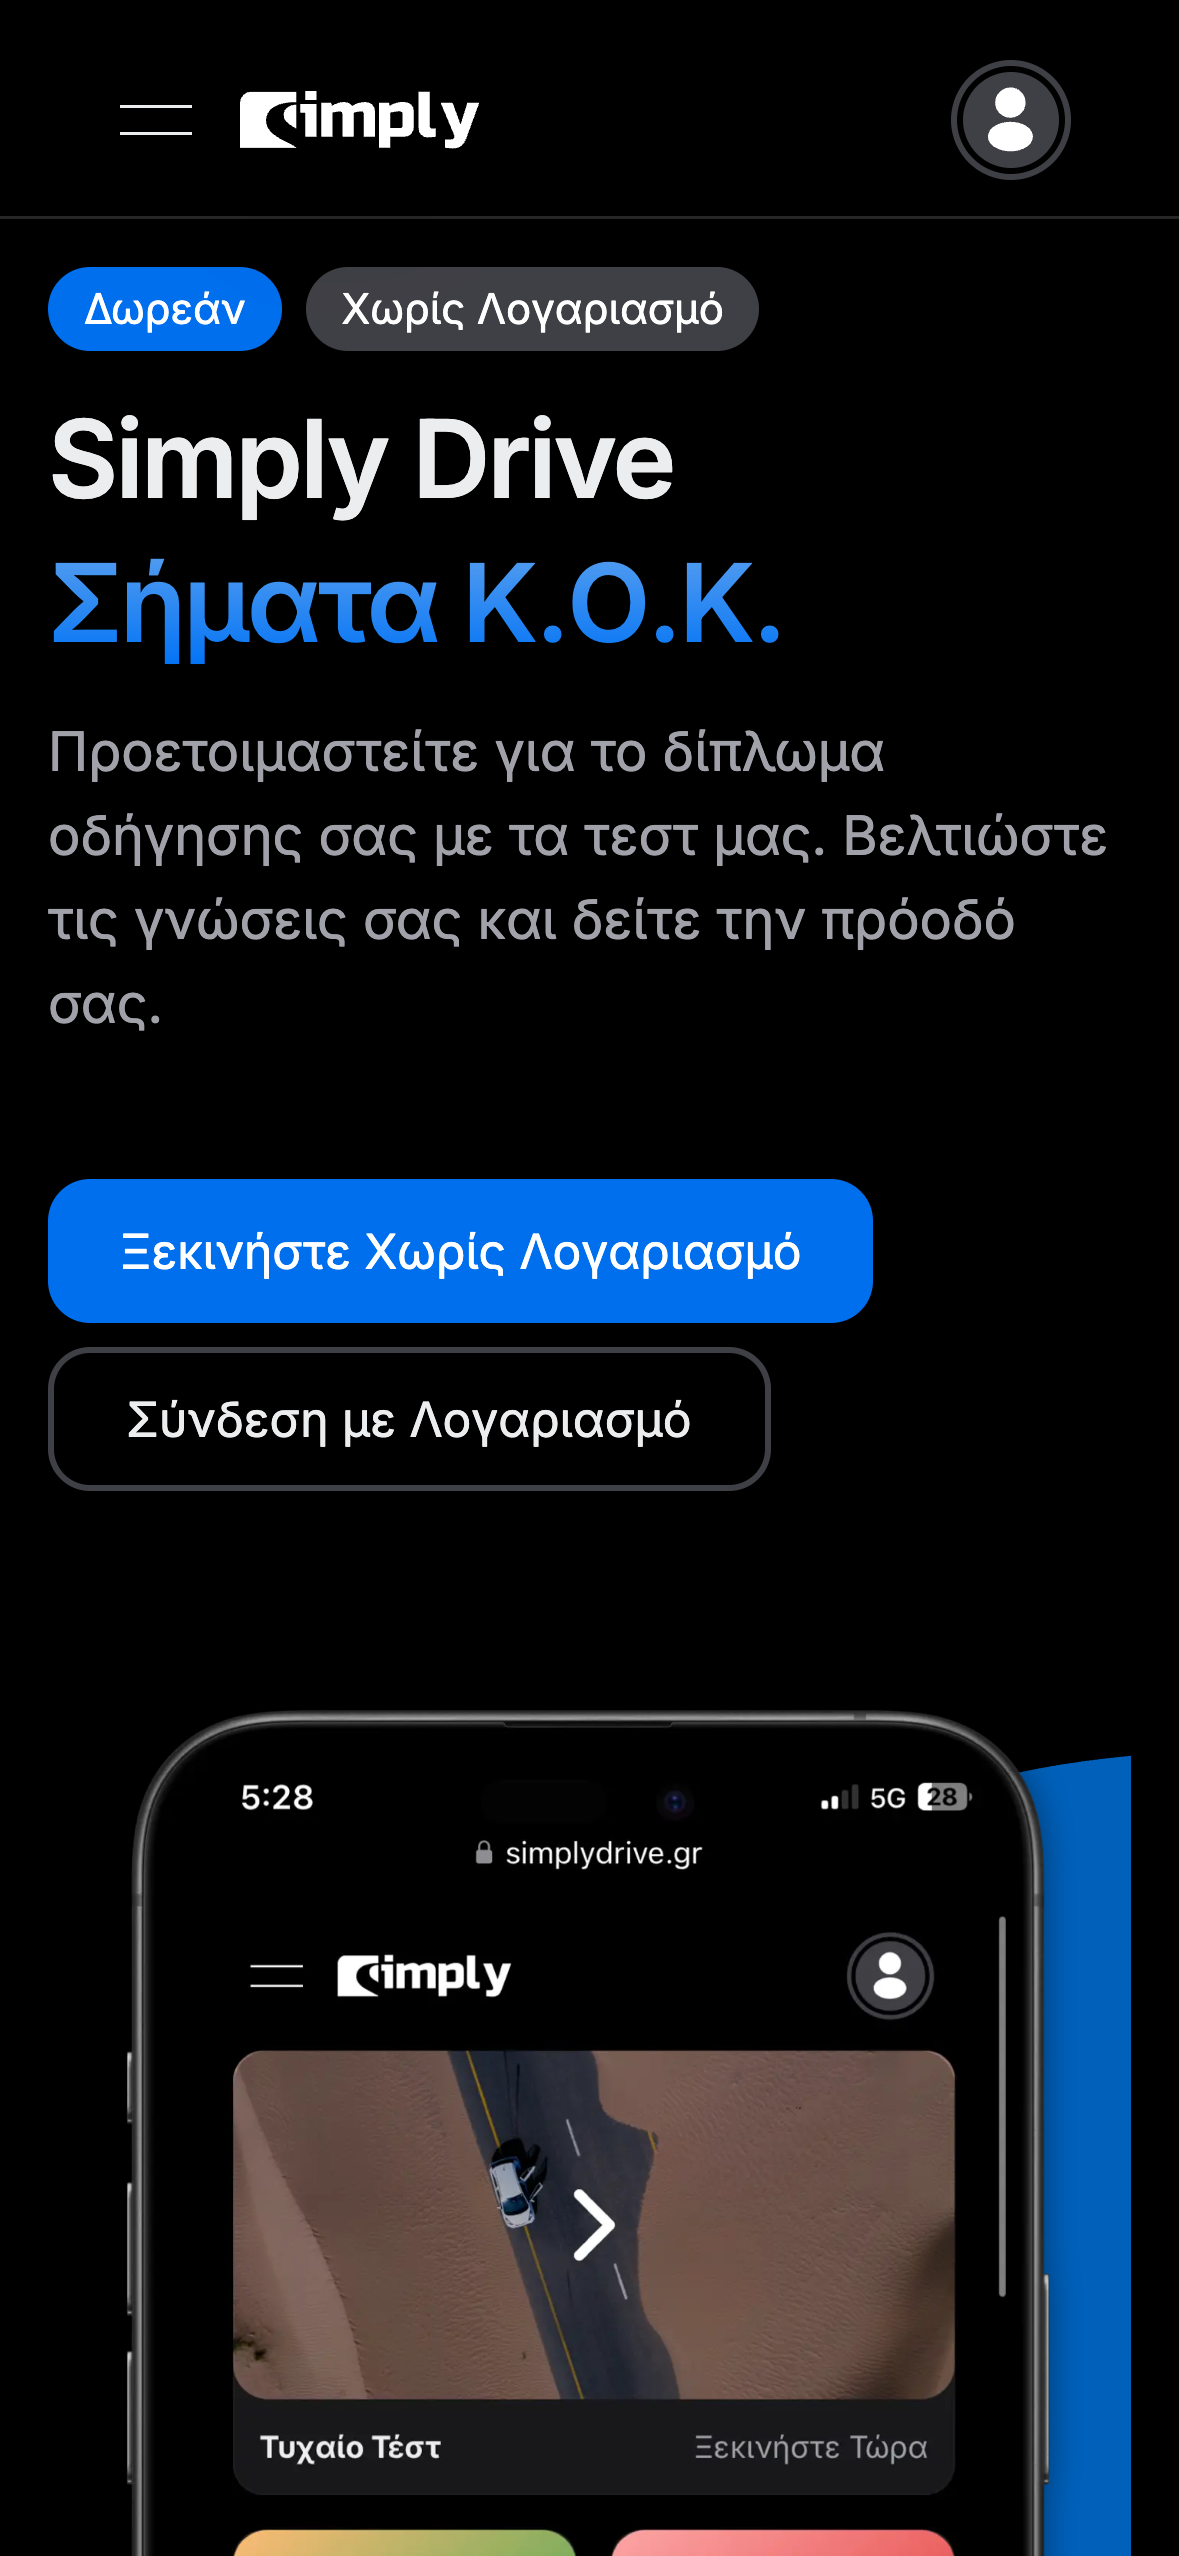 Simply
Δωρεάν
Χωρίς Λογαριασμό
Simply Drive
Σήματα Κ.Ο.Κ.
Προετοιμαστείτε για το δίπλωμα
οδήγησης σας με τα τεστ μας. Βελτιώστε
τις γνώσεις σας και δείτε την πρόοδό
σας.
Ξεκινήστε Χωρίς Λογαριασμό
Σύνδεση με Λογαριασμό
5:28
5G 28
simplydrive.gr
Simply
Τυχαίο Τέστ
Ξεκινήστε Τώρα